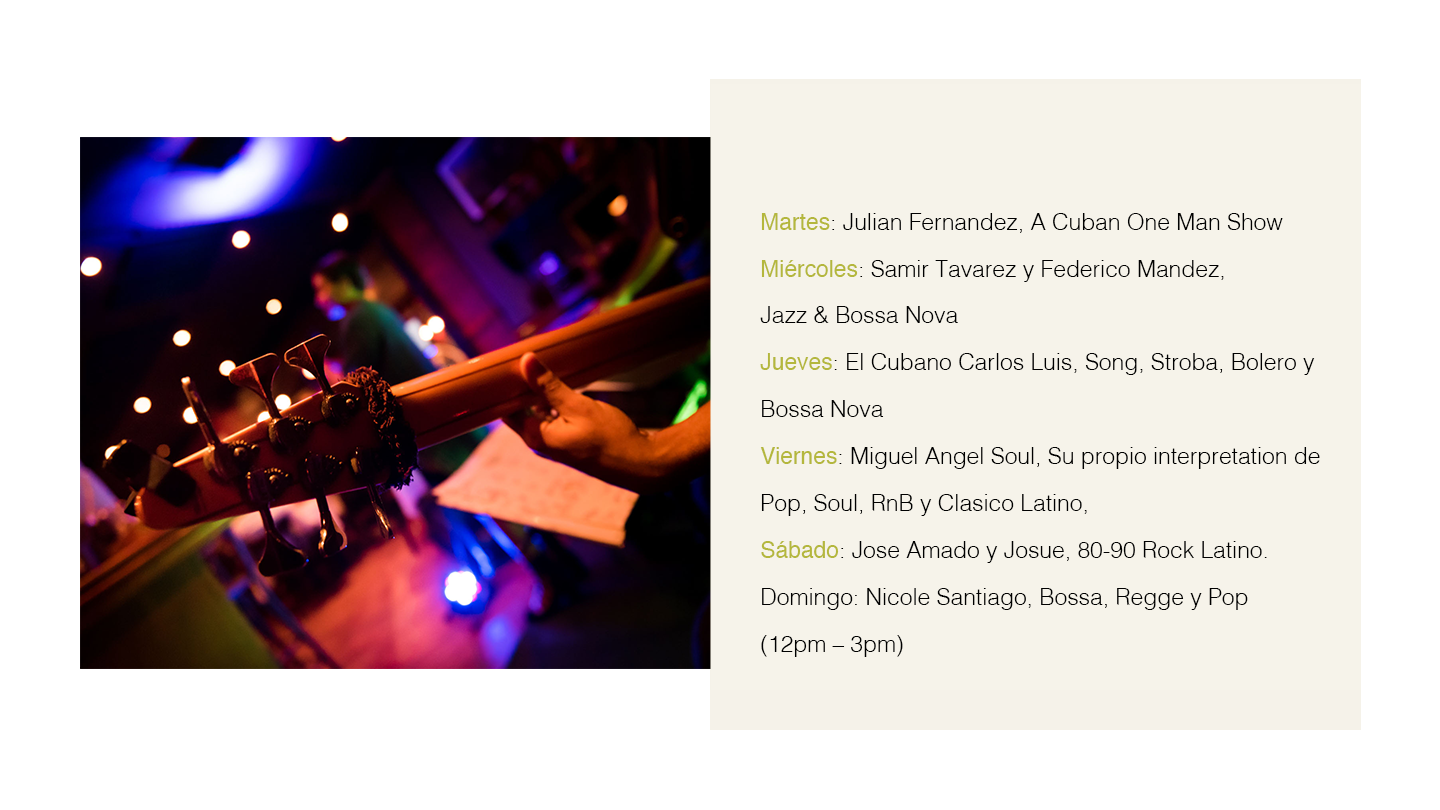 Martes: Julian Fernandez, A Cuban One Man Show
Miércoles: Samir Tavarez y Federico Mandez,
Jazz & Bossa Nova
Jueves: El Cubano Carlos Luis, Song, Stroba, Bolero y
Bossa Nova
Viernes: Miguel Angel Soul, Su propio interpretation de
Pop, Soul, RnB y Clasico Latino,
Sábado: Jose Amado y Josue, 80-90 Rock Latino.
Domingo: Nicole Santiago, Bossa, Regge y Pop
(12pm – 3pm)